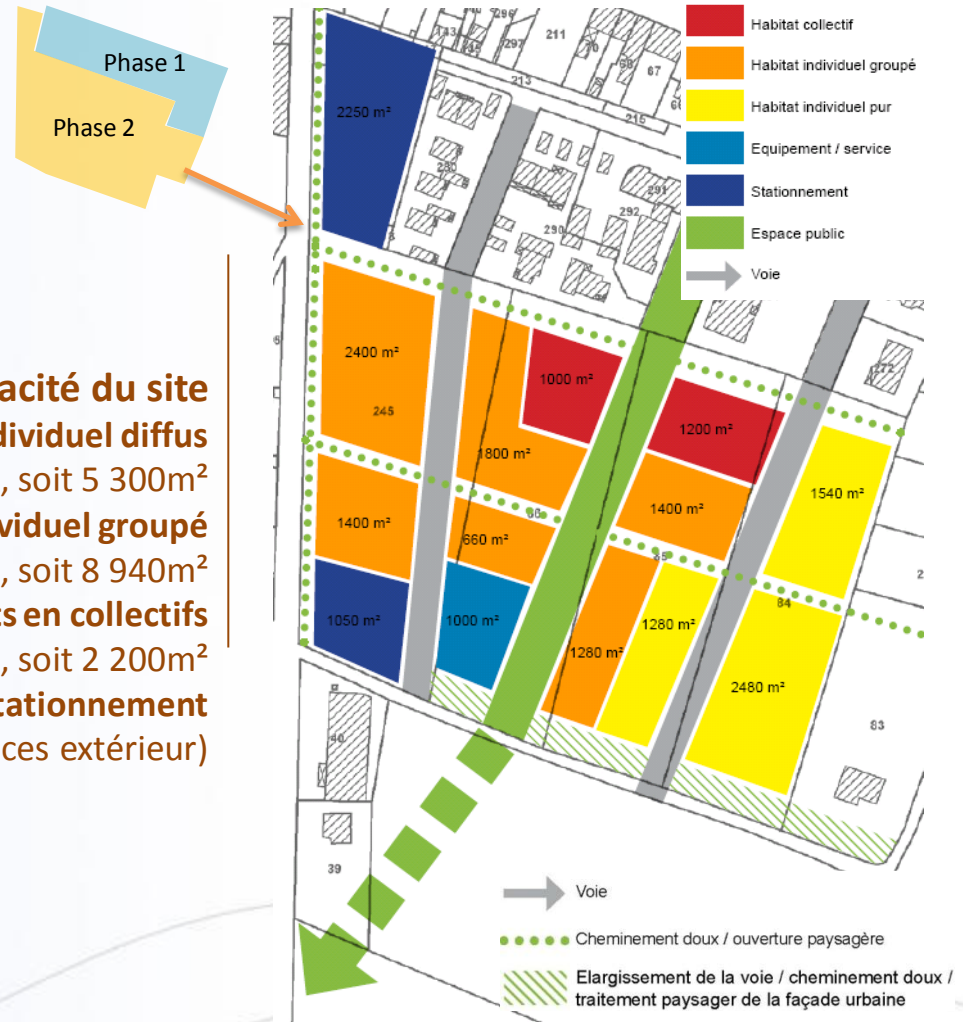 Phase 1
Phase 2
acité du site
dividuel diffus
, soit 5 300m²
ividuel groupé
, soit 8 940m²
ts en collectifs
, soit 2 200m²
tationnement
ces extérieur)
Habitat collectif
Habitat individuel groupé
Habitat individuel pur
Equipement / service
Stationnement
Espace public
Voie
296
211
297
213
67
215
2250 m²
291
292
290
2400 m²
245
1000 m²
1200 m²
1800 m²
1540 m²
1400 m²
660 m²
1400 m²
84
1050 m²
1000 m²
1280 m²
1280 m²
2480 m²
83
40
39
Voie
Cheminement doux / ouverture paysagère
Elargissement de la voie / cheminement doux /
traitement paysager de la façade urbaine